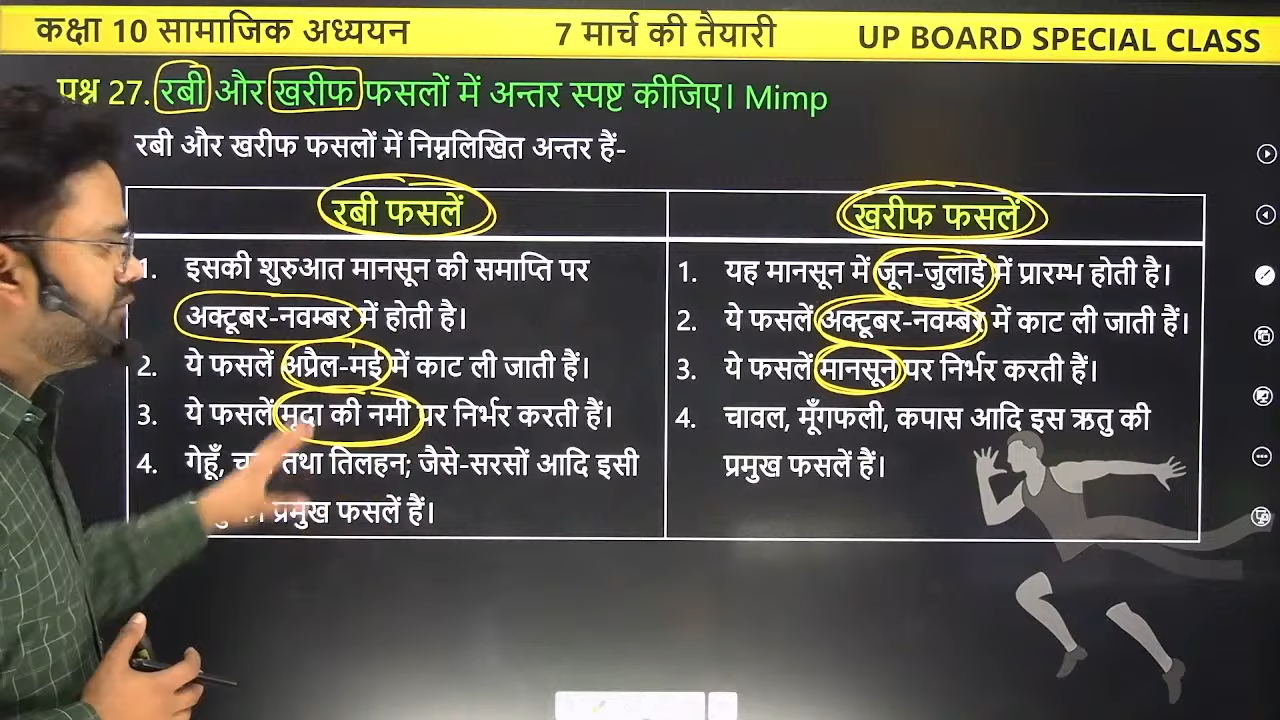 कक्षा 10 सामाजिक अध्ययन 7 मार्च की तैयारी UP BOARD SPECIAL CLASS
प्रश्न 27. रबी और खरीफ फसलों में अन्तर स्पष्ट कीजिए। Mimp
रबी और खरीफ फसलों में निम्नलिखित अन्तर हैं-
रबी फसलें
1. इसकी शुरुआत मानसून की समाप्ति पर
अक्टूबर-नवम्बर में होती है।
2. ये फसलें अप्रैल-मई में काट ली जाती हैं।
3. ये फसलें मृदा की नमी पर निर्भर करती हैं।
4. गेहूँ, तथा तिलहन; जैसे-सरसों आदि इसी
प्रमुख फसलें हैं।
खरीफ फसलें
1. यह मानसून में जून-जुलाई में प्रारम्भ होती है।
2. ये फसलें अक्टूबर-नवम्बर में काट ली जाती हैं।
3. ये फसलें मानसून पर निर्भर करती हैं।
4. चावल, मूँगफली, कपास आदि इस ऋतु की
प्रमुख फसलें हैं।